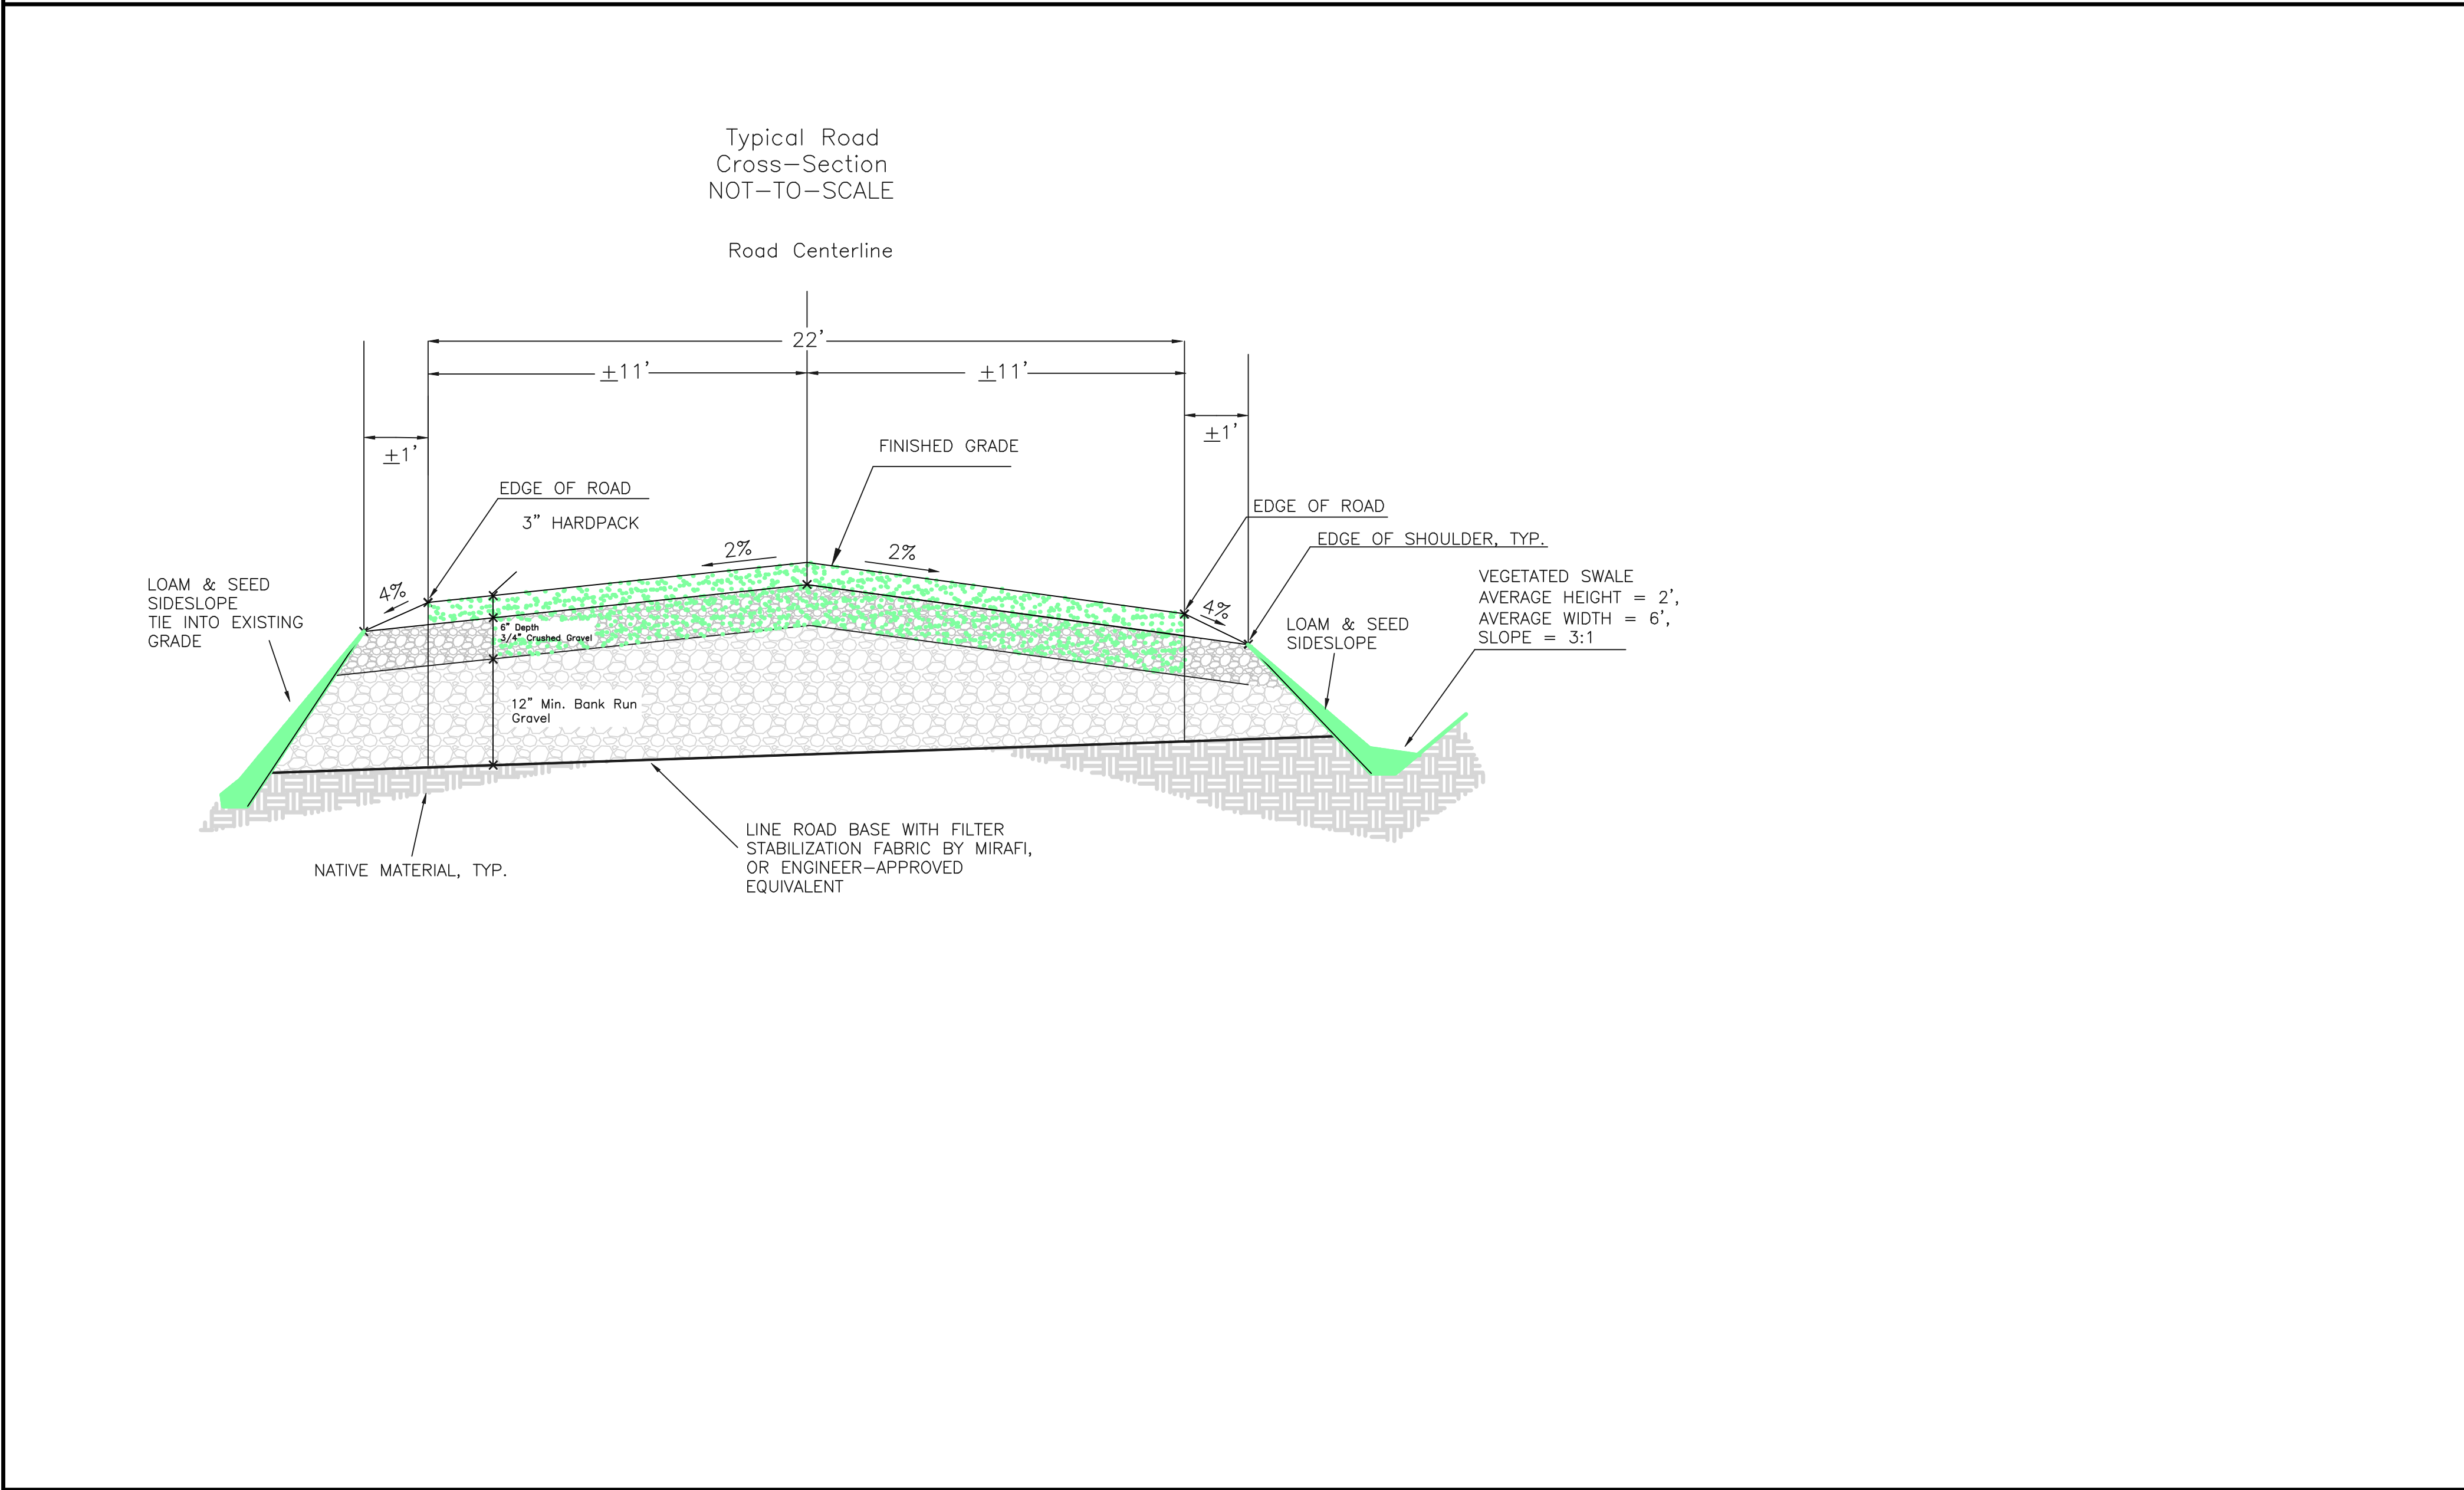 Typical Road
Cross-Section
NOT-TO-SCALE
Road Centerline
22'
±11'
±11'
±1'
±1'
FINISHED GRADE
EDGE OF ROAD
3" HARDPACK
EDGE OF ROAD
EDGE OF SHOULDER, TYP.
2%
2%
4%
4%
LOAM & SEED
SIDESLOPE
TIE INTO EXISTING
GRADE
VEGETATED SWALE
AVERAGE HEIGHT = 2',
AVERAGE WIDTH = 6',
SLOPE = 3:1
LOAM & SEED
SIDESLOPE
6" Depth
3/4" Crushed Gravel
12" Min. Bank Run
Gravel
LINE ROAD BASE WITH FILTER
STABILIZATION FABRIC BY MIRAFI,
OR ENGINEER-APPROVED
EQUIVALENT
NATIVE MATERIAL, TYP.